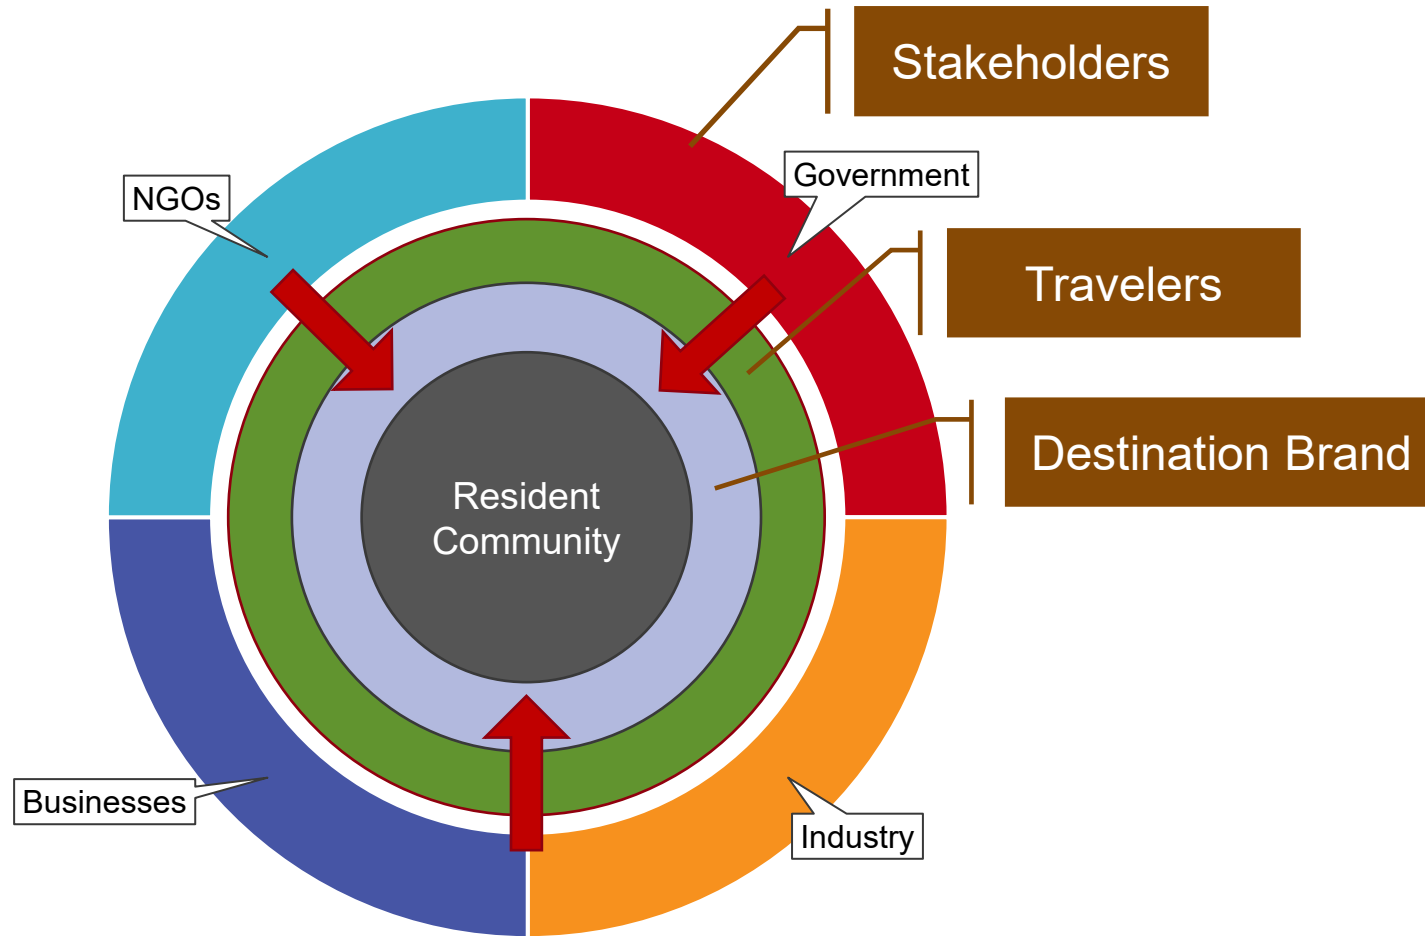 Stakeholders
Government
NGOs
Travelers
Destination Brand
Resident
Community
Businesses
Industry